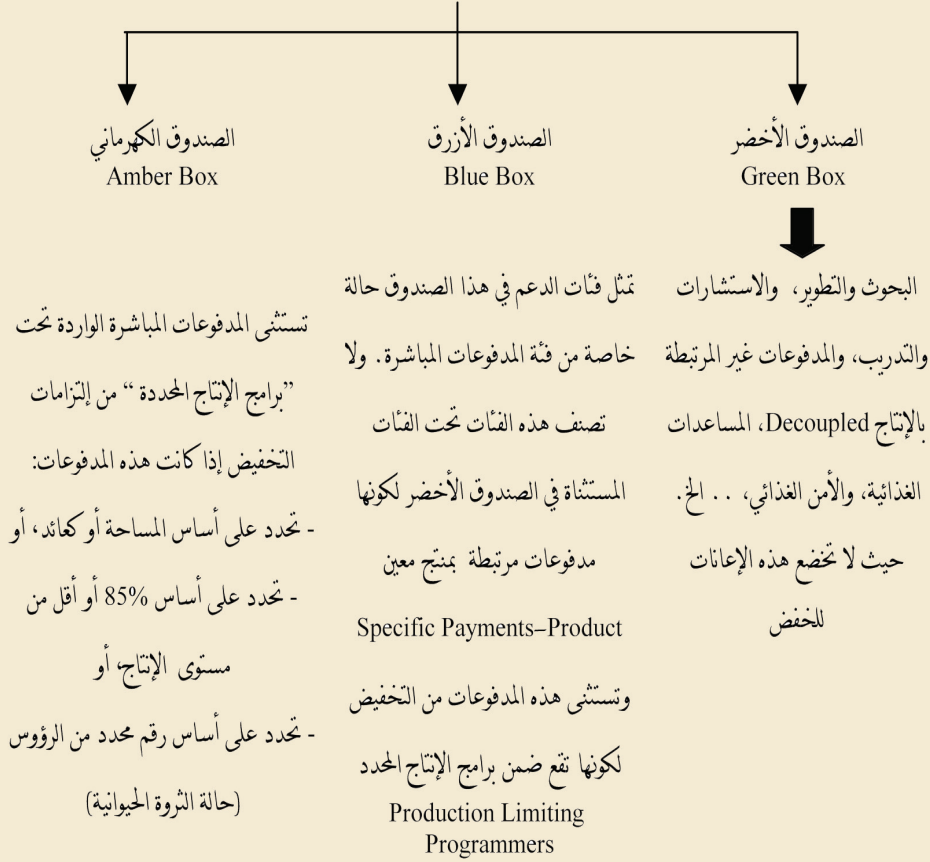 الصندوق الأخضر
Green Box
البحوث والتطوير، والاستشارات
والتدريب، والمدفوعات غير المرتبطة
بالإنتاج Decoupled، المساعدات
الغذائية، والأمن الغذائي، . . الخ.
حيث لا تخضع هذه الإعانات
للخفض
الصندوق الأزرق
Blue Box
تمثل فئات الدعم في هذا الصندوق حالة
خاصة من فئة المدفوعات المباشرة. ولا
تصنف هذه الفئات تحت الفئات
المستثناة في الصندوق الأخضر لكونها
مدفوعات مرتبطة بمنتج معين
Specific Payments–Product
وتستثنى هذه المدفوعات من التخفيض
لكونها تقع ضمن برامج الإنتاج المحدد
Production Limiting
Programmers
الصندوق الكهرماني
Amber Box
تستثنى المدفوعات المباشرة الواردة تحت
”برامج الإنتاج المحددة “ من إلتزامات
التخفيض إذا كانت هذه المدفوعات:
- تحدد على أساس المساحة أو كعائد، أو
- تحدد على أساس 85% أو أقل من
مستوى الإنتاج، أو
- تحدد على أساس رقم محدد من الرؤوس
(حالة الثروة الحيوانية)